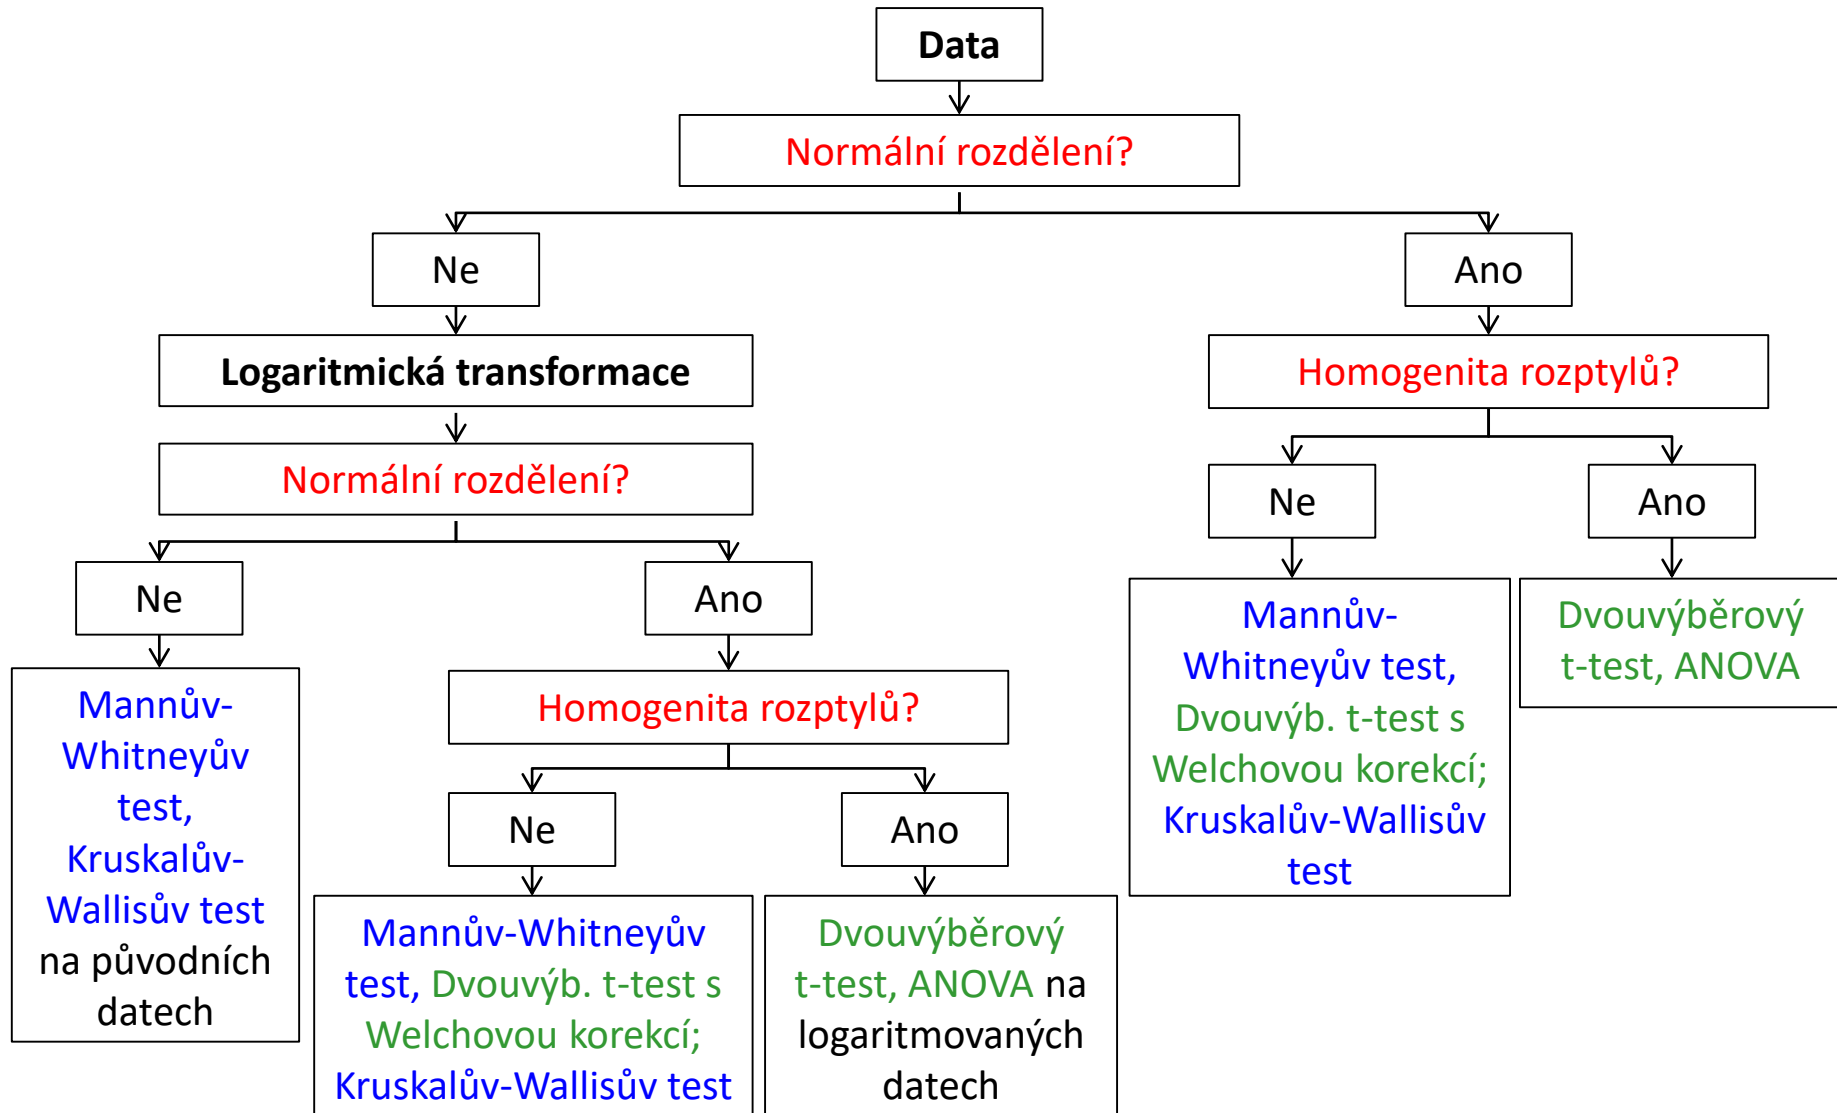 Data
Normální rozdělení?
Ne
Ano
Logaritmická transformace
Homogenita rozptylů?
Normální rozdělení?
Ne
Ano
Ne
Ano
Mannův-
Whitneyův test,
Dvouvýb. t-test s
Welchovou korekcí;
Kruskalův-Wallisův
test
Dvouvýběrový
t-test, ANOVA
Mannův-
Whitneyův
test,
Kruskalův-
Wallisův test
na původních
datech
Homogenita rozptylů?
Ne
Ano
Mannův-Whitneyův
test, Dvouvýb. t-test s
Welchovou korekcí;
Kruskalův-Wallisův test
Dvouvýběrový
t-test, ANOVA na
logaritmovaných
datech